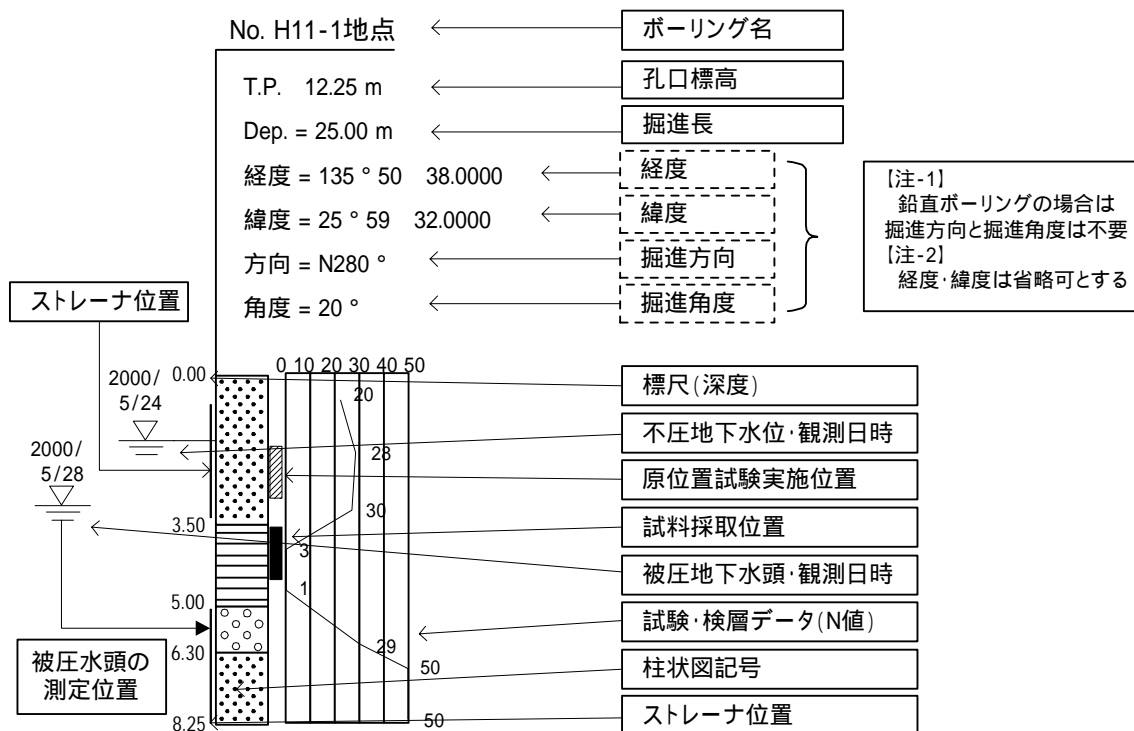 No. H11-1地点
ボーリング名
T.P. 12.25 m
孔口標高
Dep. = 25.00 m
掘進長
経度 = 135 ° 50 38.0000
経度
緯度 = 25 ° 59 32.0000
緯度
方向 = N280 °
掘進方向
角度 = 20 °
掘進角度
【注-1】
鉛直ボーリングの場合は
掘進方向と掘進角度は不要
【注-2】
経度・緯度は省略可とする
ストレーナ位置
0 10 20 30 40 50
2000/
5/24
0.00
20
標尺(深度)
不圧地下水位・観測日時
2000/
5/28
28
原位置試験実施位置
30
3.50
試料採取位置
3
被圧地下水頭・観測日時
1
5.00
試験・検層データ(N値)
29
6.30
50
被圧水頭の
測定位置
柱状図記号
8.25
50
ストレーナ位置